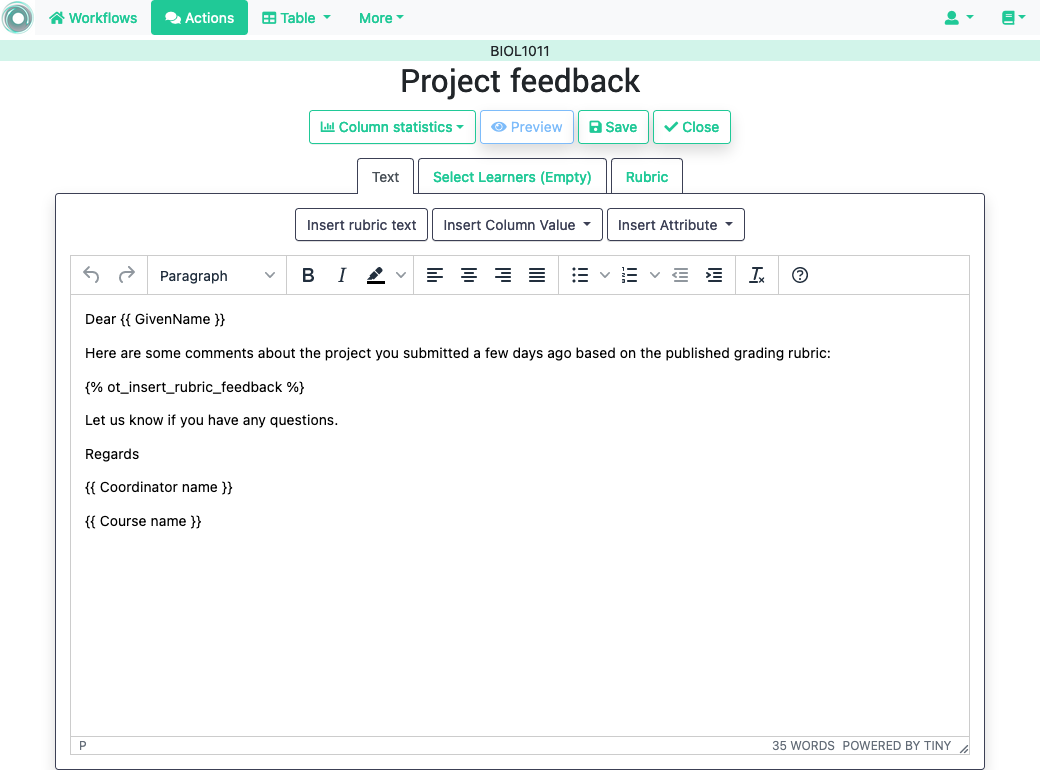 Workflows Actions Table More
BIOL1011
Project feedback
Column statistics Preview Save Close
Text Select Learners (Empty) Rubric
Insert rubric text Insert Column Value Insert Attribute
Paragraph B I
Dear {{ GivenName }}
Here are some comments about the project you submitted a few days ago based on the published grading rubric:
{% ot_insert_rubric_feedback %}
Let us know if you have any questions.
Regards
{{ Coordinator name }}
{{ Course name }}
P 35 WORDS POWERED BY TINY